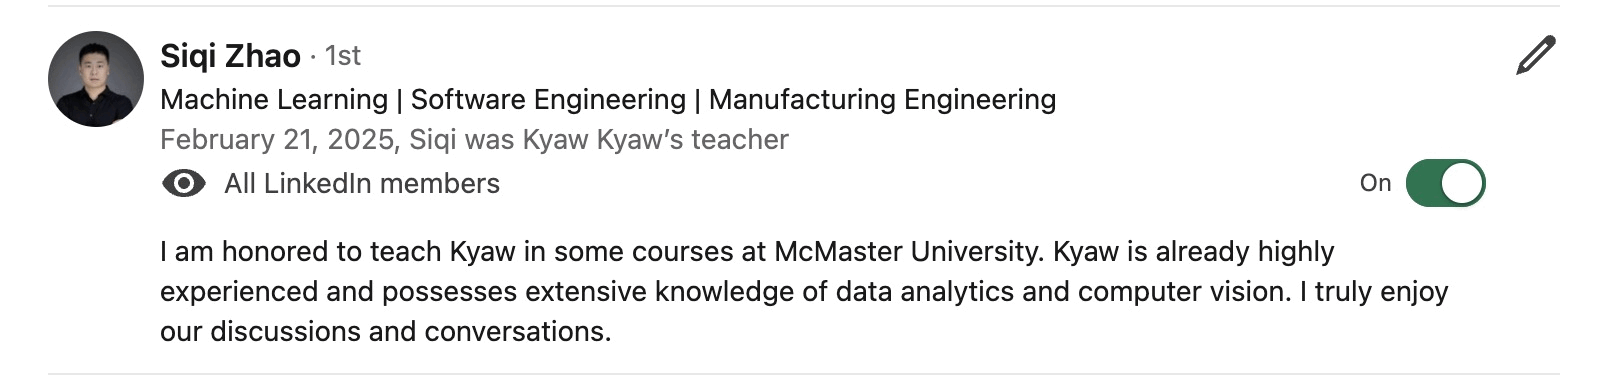 Siqi Zhao · 1st
Machine Learning | Software Engineering | Manufacturing Engineering
February 21, 2025, Siqi was Kyaw Kyaw’s teacher
All LinkedIn members
On
I am honored to teach Kyaw in some courses at McMaster University. Kyaw is already highly
experienced and possesses extensive knowledge of data analytics and computer vision. I truly enjoy
our discussions and conversations.